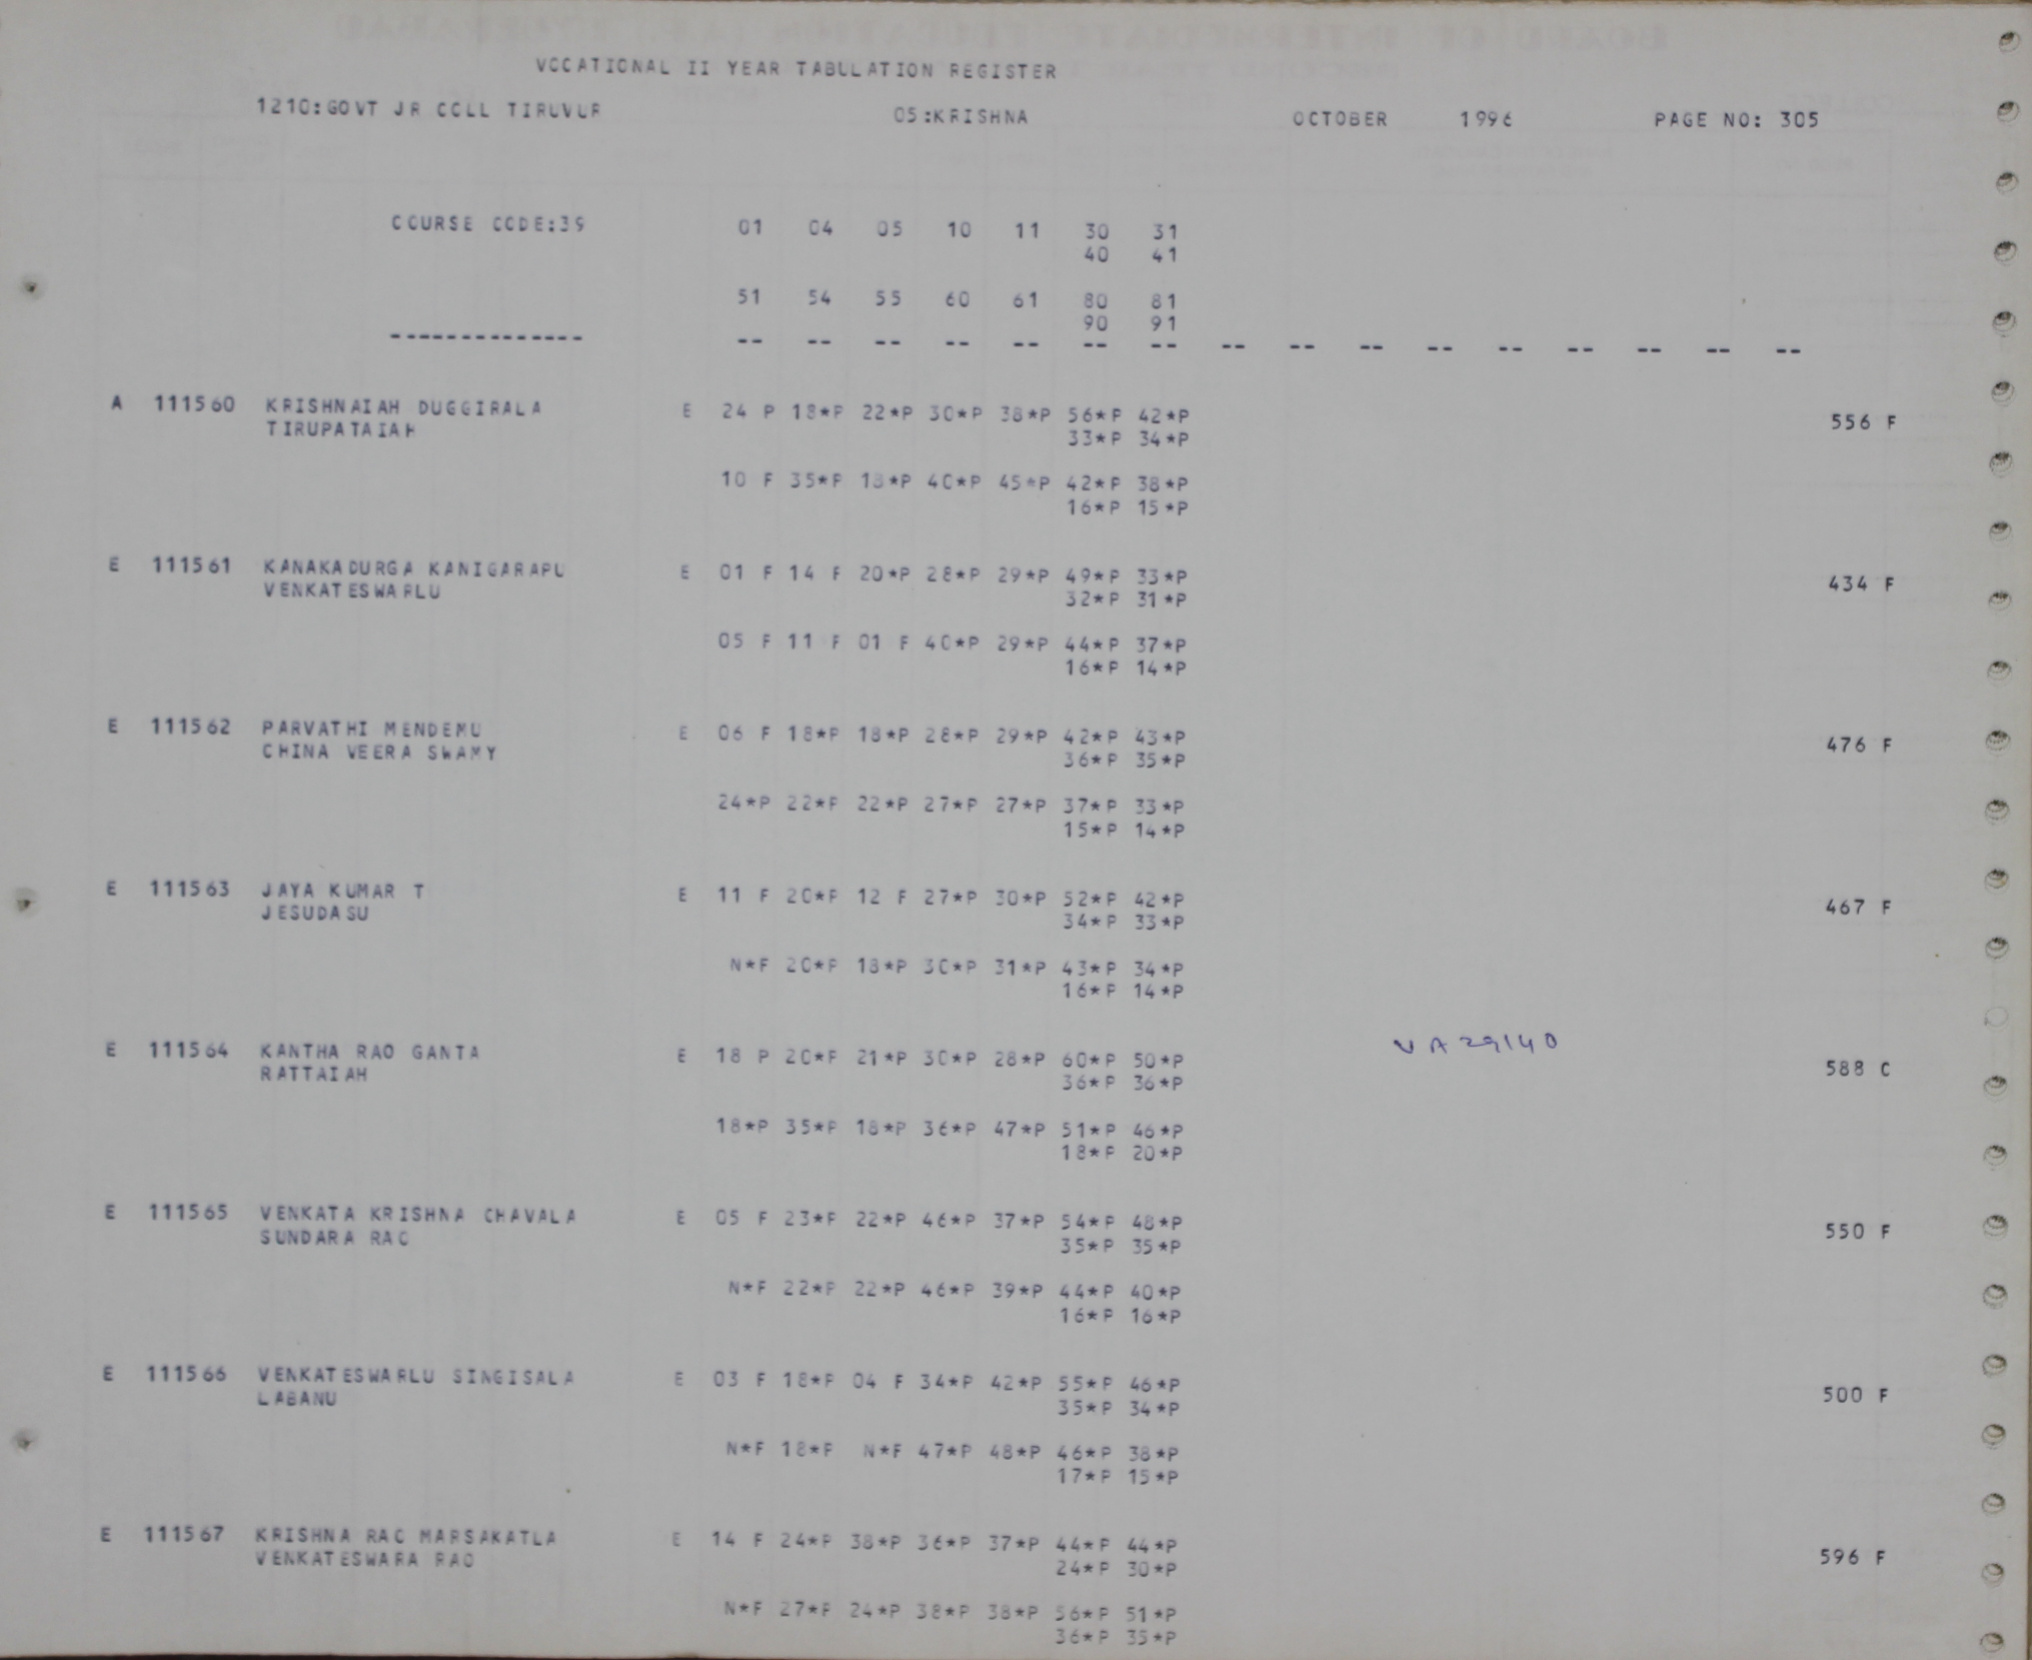 VOCATIONAL II YEAR TABULATION REGISTER
1210:GOVT JR COLL TIRUVUR 05:KRISHNA OCTOBER 1996 PAGE NO: 305
COURSE CODE:39 01 04 05 10 11 30 31
40 41
51 54 55 60 61 80 81
90 91
-------------- -- -- -- -- -- -- -- -- -- -- -- -- -- -- -- --
A 111560 KRISHNAIAH DUGGIRALA E 24 P 18*P 22*P 30*P 38*P 56*P 42*P 556 F
TIRUPATAIAH 33*P 34*P
10 F 35*P 18*P 40*P 45*P 42*P 38*P
16*P 15*P
E 111561 KANAKADURGA KANIGARAPU E 01 F 14 F 20*P 28*P 29*P 49*P 33*P 434 F
VENKATESWARLU 32*P 31*P
05 F 11 F 01 F 40*P 29*P 44*P 37*P
16*P 14*P
E 111562 PARVATHI MENDEMU E 06 F 18*P 18*P 28*P 29*P 42*P 43*P 476 F
CHINA VEERA SWAMY 36*P 35*P
24*P 22*P 22*P 27*P 27*P 37*P 33*P
15*P 14*P
E 111563 JAYA KUMAR T E 11 F 20*P 12 F 27*P 30*P 52*P 42*P 467 F
JESUDASU 34*P 33*P
N*F 20*P 18*P 30*P 31*P 43*P 34*P
16*P 14*P
E 111564 KANTHA RAO GANTA E 18 P 20*P 21*P 30*P 28*P 60*P 50*P VA29140 588 C
RATTAIAH 36*P 36*P
18*P 35*P 18*P 36*P 47*P 51*P 46*P
18*P 20*P
E 111565 VENKATA KRISHNA CHAVALA E 05 F 23*P 22*P 46*P 37*P 54*P 48*P 550 F
SUNDARA RAO 35*P 35*P
N*F 22*P 22*P 46*P 39*P 44*P 40*P
16*P 16*P
E 111566 VENKATESWARLU SINGISALA E 03 F 18*P 04 F 34*P 42*P 55*P 46*P 500 F
LABANU 35*P 34*P
N*F 18*P N*F 47*P 48*P 46*P 38*P
17*P 15*P
E 111567 KRISHNA RAO MARSAKATLA E 14 F 24*P 38*P 36*P 37*P 44*P 44*P 596 F
VENKATESWARA RAO 24*P 30*P
N*F 27*P 24*P 38*P 38*P 56*P 51*P
36*P 35*P